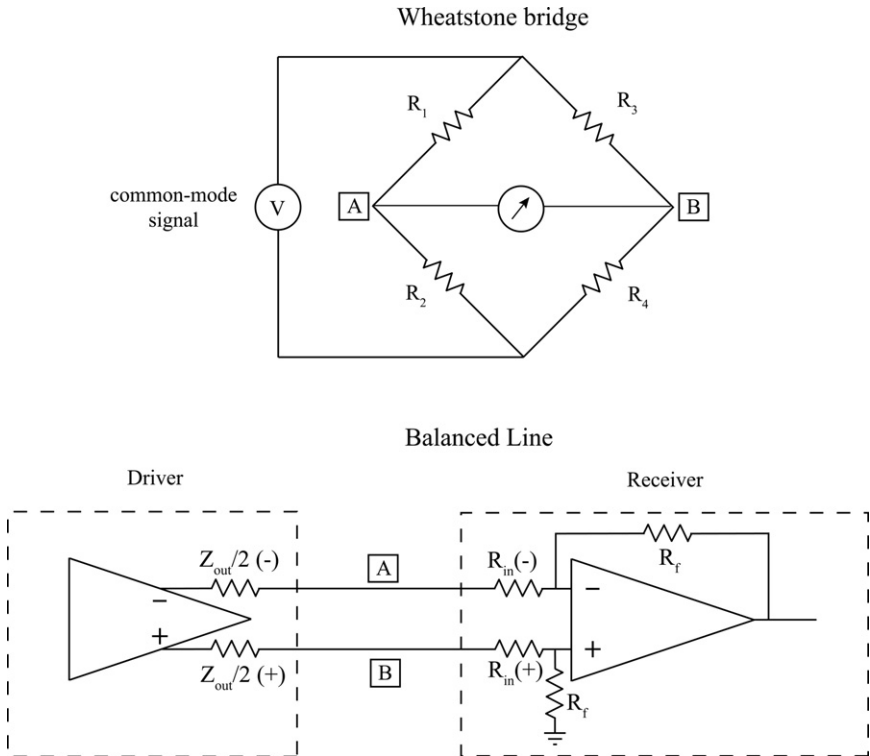 Wheatstone bridge
R1
R3
common-mode
signal
V
A
B
R2
R4
Balanced Line
Driver
Receiver
Zout/2 (-)
A
Rin(-)
Rf
−
−
+
+
Zout/2 (+)
B
Rin(+)
Rf